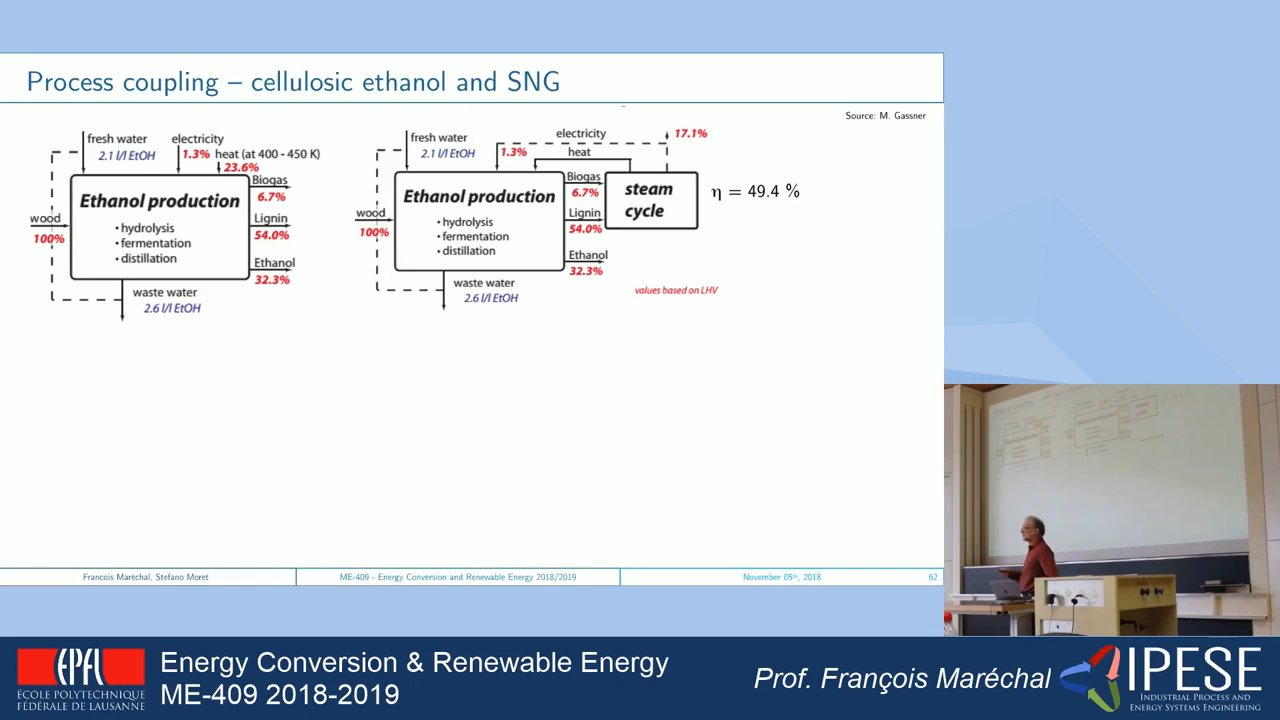 Process coupling – cellulosic ethanol and SNG
Source: M. Gassner
fresh water
2.1 l/l EtOH
electricity
1.3%
heat (at 400 - 450 K)
23.6%
Ethanol production
• hydrolysis
• fermentation
• distillation
wood
100%
Biogas
6.7%
Lignin
54.0%
Ethanol
32.3%
waste water
2.6 l/l EtOH
fresh water
2.1 l/l EtOH
electricity
17.1%
1.3%
heat
Ethanol production
• hydrolysis
• fermentation
• distillation
wood
100%
Biogas
6.7%
Lignin
54.0%
Ethanol
32.3%
steam
cycle
η = 49.4 %
waste water
2.6 l/l EtOH
values based on LHV
Francois Maréchal, Stefano Moret
ME-409 - Energy Conversion and Renewable Energy 2018/2019
November 05th, 2018
62
EPFL
ÉCOLE POLYTECHNIQUE
FÉDÉRALE DE LAUSANNE
Energy Conversion & Renewable Energy
ME-409 2018-2019
Prof. François Maréchal
IPESE
Industrial Process and
Energy Systems Engineering